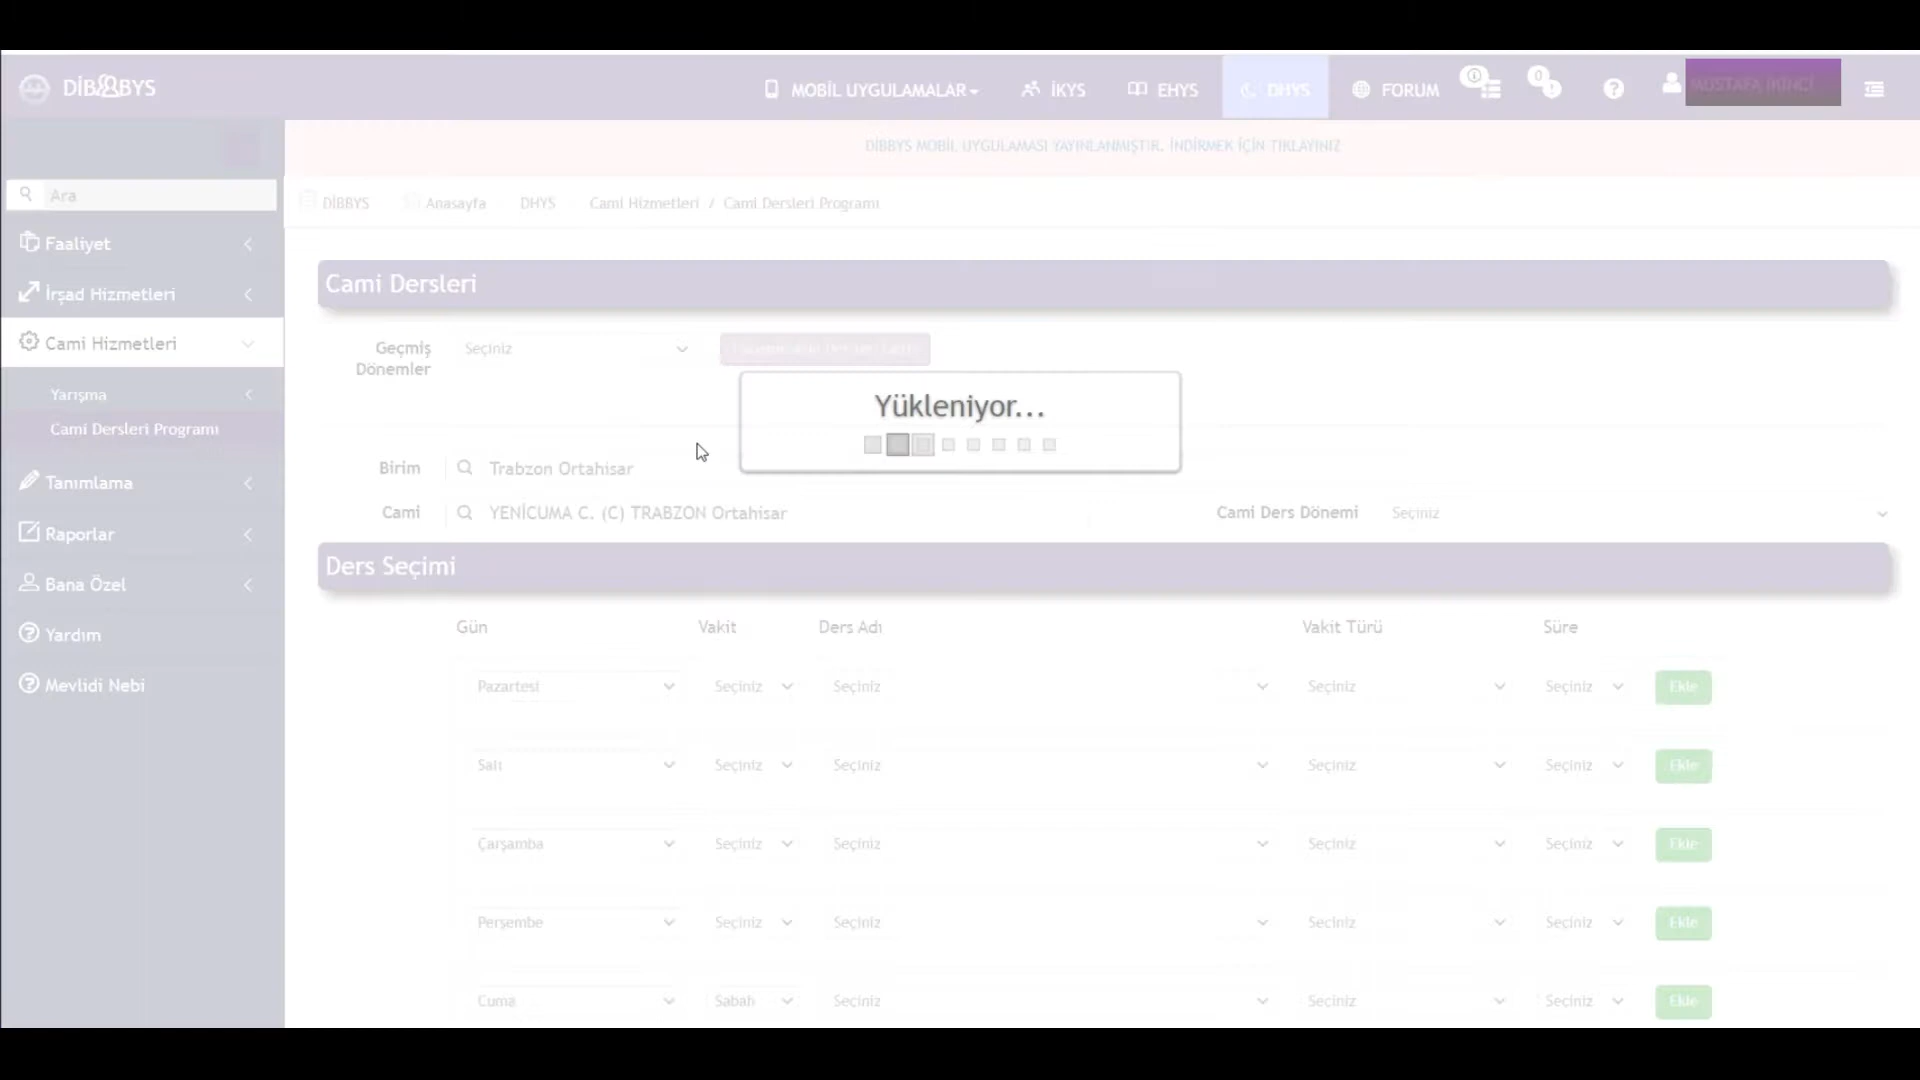 DİBBYS
MOBİL UYGULAMALAR
İKYS
EHYS
DHYS
FORUM
0
MUSTAFA İKİNCİ
DİBBYS MOBİL UYGULAMASI YAYINLANMIŞTIR. İNDİRMEK İÇİN TIKLAYINIZ
Ara
DİBBYS Anasayfa DHYS Cami Hizmetleri / Cami Dersleri Programı
Faaliyet
İrşad Hizmetleri
Cami Hizmetleri
Yarışma
Cami Dersleri Programı
Tanımlama
Raporlar
Bana Özel
Yardım
Mevlidi Nebi
Cami Dersleri
Geçmiş Dönemler
Seçiniz
Yükleniyor...
Birim
Trabzon Ortahisar
Cami
YENİCUMA C. (C) TRABZON Ortahisar
Cami Ders Dönemi
Seçiniz
Ders Seçimi
Gün Vakit Ders Adı Vakit Türü Süre
Pazartesi Seçiniz Seçiniz Seçiniz Seçiniz Ekle
Salı Seçiniz Seçiniz Seçiniz Seçiniz Ekle
Çarşamba Seçiniz Seçiniz Seçiniz Seçiniz Ekle
Perşembe Seçiniz Seçiniz Seçiniz Seçiniz Ekle
Cuma Sabah Seçiniz Seçiniz Seçiniz Ekle